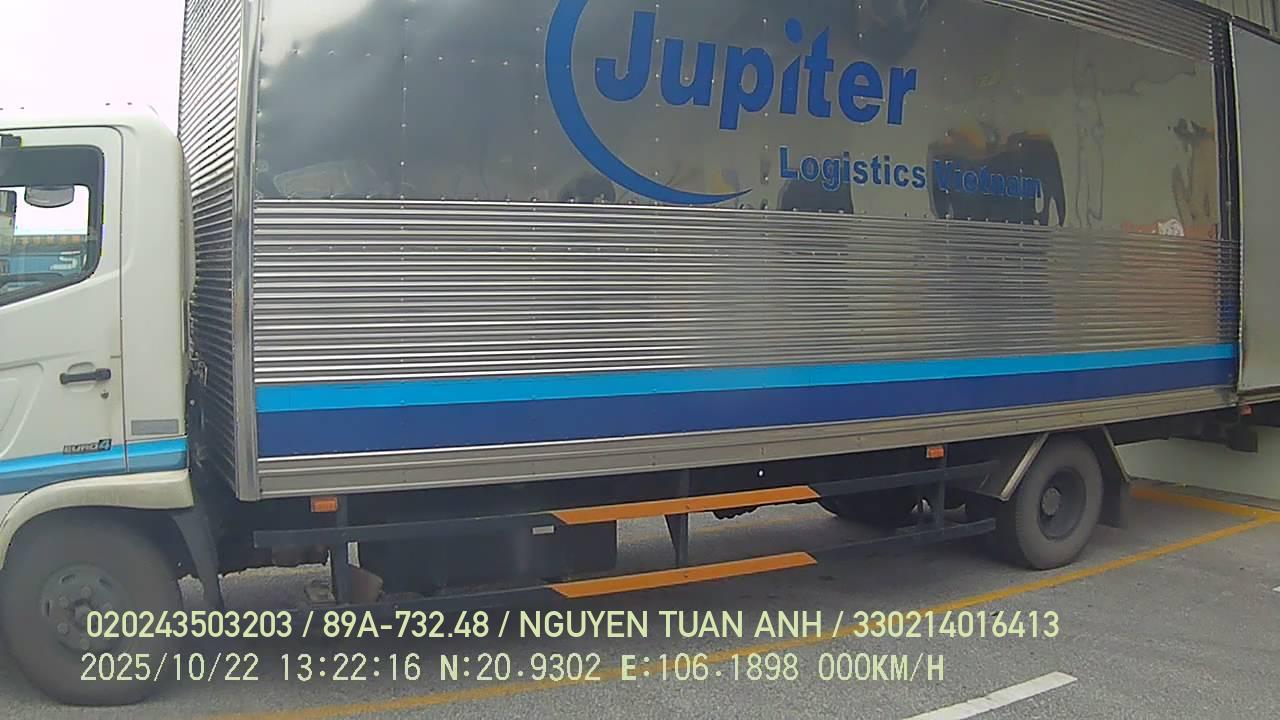 Jupiter
Logistics Vietnam
EURO4
020243503203 / 89A-732.48 / NGUYEN TUAN ANH / 330214016413
2025/10/22 13:22:16 N:20.9302 E:106.1898 000KM/H